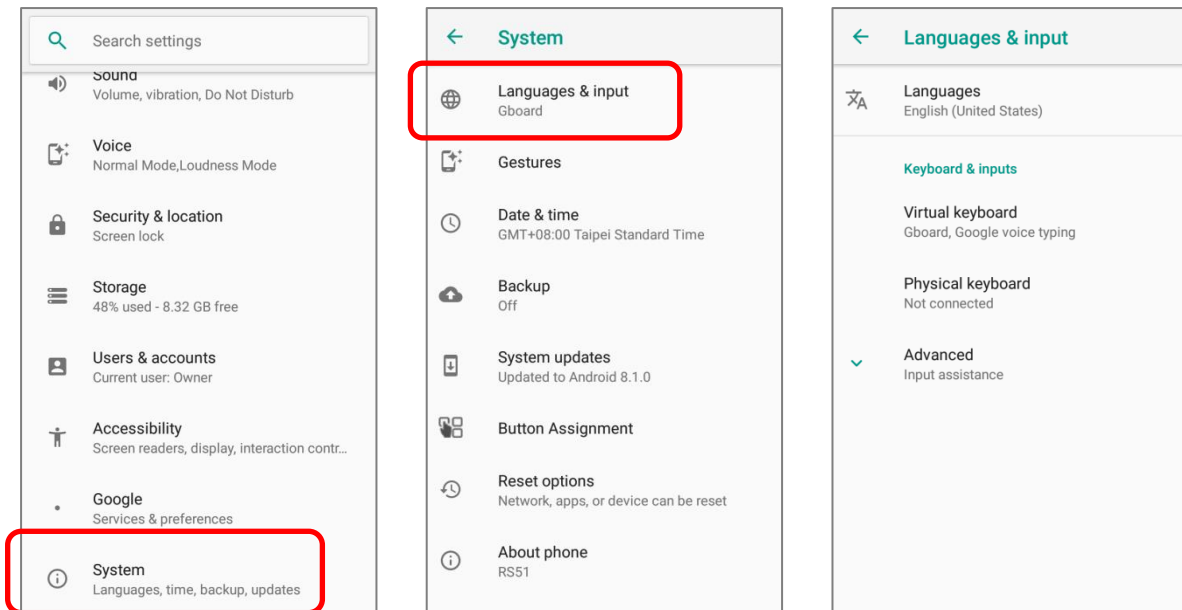 Search settings
Sound
Volume, vibration, Do Not Disturb
Voice
Normal Mode,Loudness Mode
Security & location
Screen lock
Storage
48% used - 8.32 GB free
Users & accounts
Current user: Owner
Accessibility
Screen readers, display, interaction contr...
Google
Services & preferences
System
Languages, time, backup, updates
System
Languages & input
Gboard
Gestures
Date & time
GMT+08:00 Taipei Standard Time
Backup
Off
System updates
Updated to Android 8.1.0
Button Assignment
Reset options
Network, apps, or device can be reset
About phone
RS51
Languages & input
Languages
English (United States)
Keyboard & inputs
Virtual keyboard
Gboard, Google voice typing
Physical keyboard
Not connected
Advanced
Input assistance